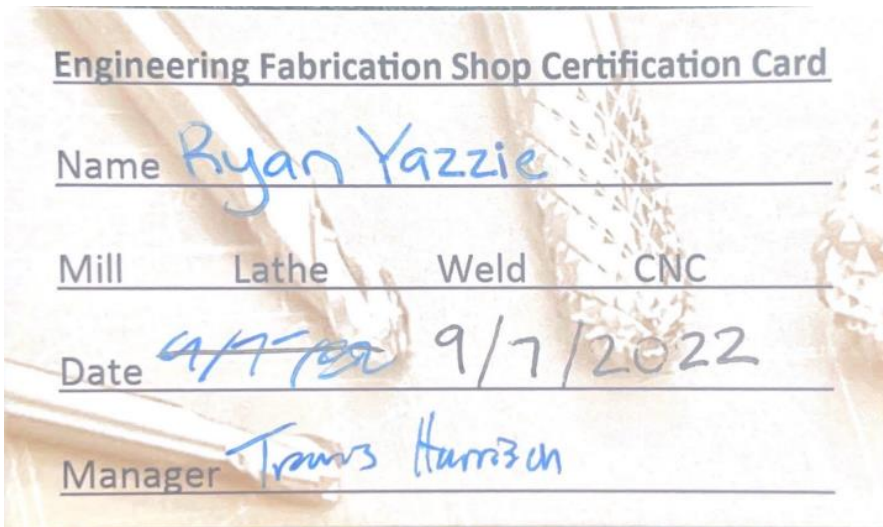 Engineering Fabrication Shop Certification Card
Name Ryan Yazzie
Mill Lathe Weld CNC
Date 9/7/2022
Manager Travis Harrison